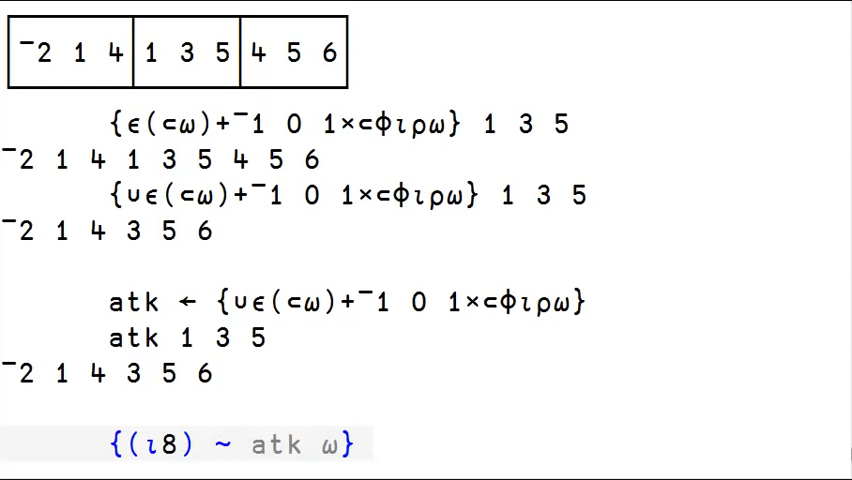 ¯2 1 4 1 3 5 4 5 6
{∊(⊂⍵)+¯1 0 1×⊂⌽⍳⍴⍵} 1 3 5
¯2 1 4 1 3 5 4 5 6
{∪∊(⊂⍵)+¯1 0 1×⊂⌽⍳⍴⍵} 1 3 5
¯2 1 4 3 5 6
atk ← {∪∊(⊂⍵)+¯1 0 1×⊂⌽⍳⍴⍵}
atk 1 3 5
¯2 1 4 3 5 6
{(⍳8) ~ atk ⍵}